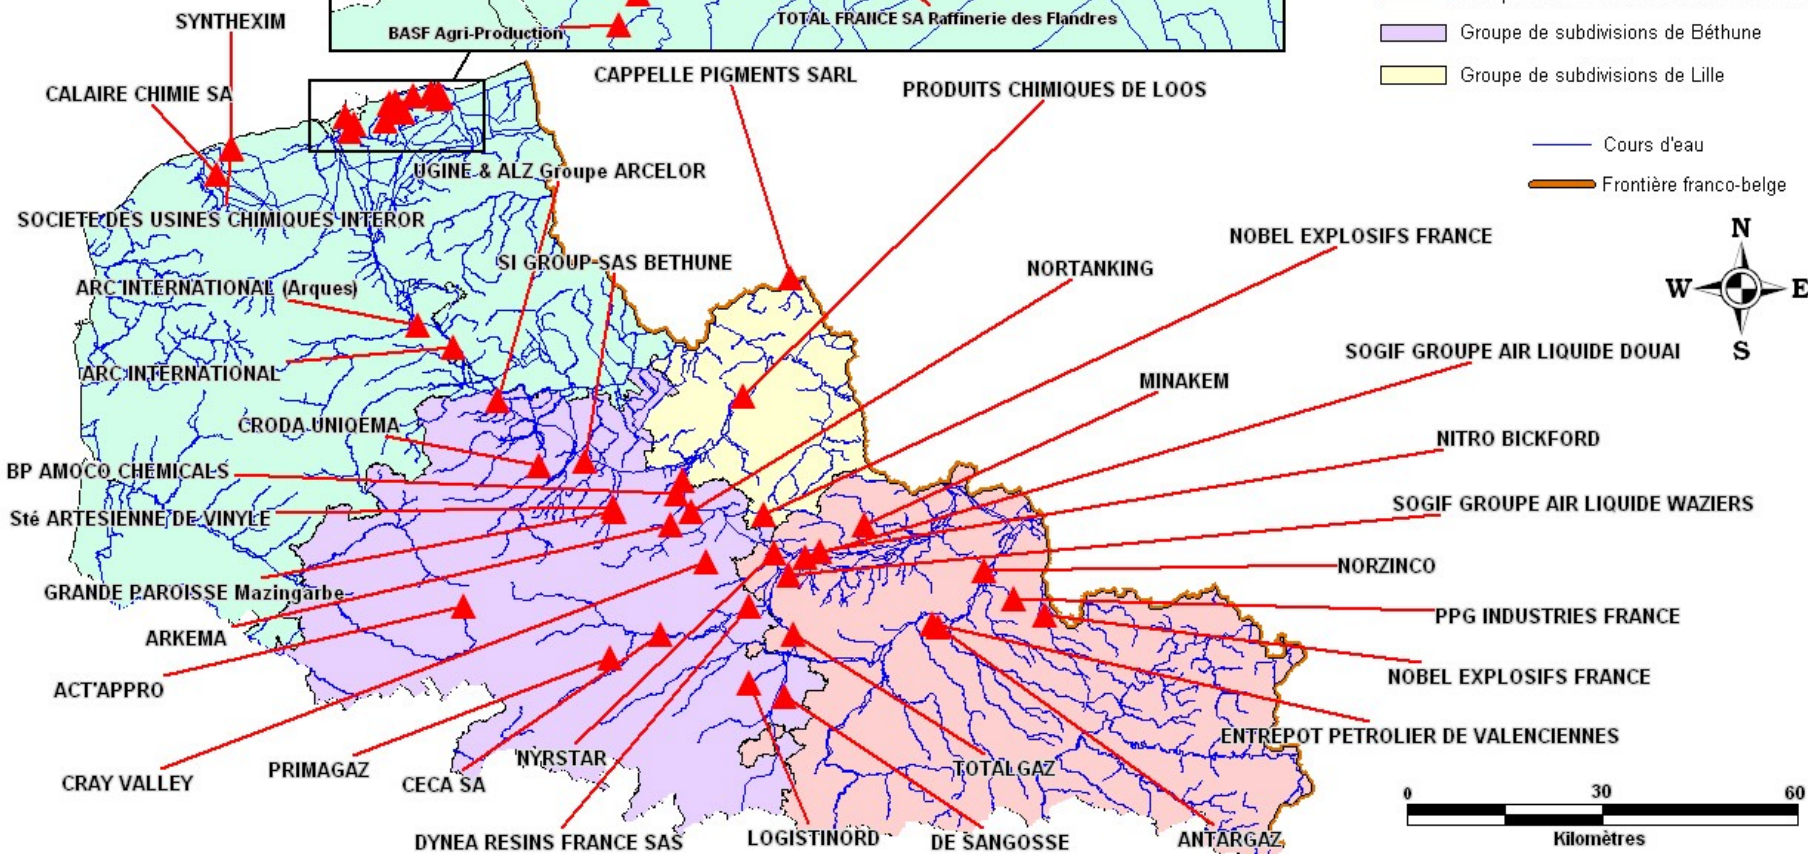 SYNTHEXIM
BASF Agri-Production
TOTAL FRANCE SA Raffinerie des Flandres
Groupe de subdivisions de Béthune
CAPPELLE PIGMENTS SARL
Groupe de subdivisions de Lille
CALAIRE CHIMIE SA
PRODUITS CHIMIQUES DE LOOS
Cours d'eau
UGINE & ALZ Groupe ARCELOR
Frontière franco-belge
SOCIETE DES USINES CHIMIQUES INTEROR
N
NOBEL EXPLOSIFS FRANCE
SI GROUP SAS BETHUNE
NORTANKING
ARC INTERNATIONAL (Arques)
W
E
S
SOGIF GROUPE AIR LIQUIDE DOUAI
ARC INTERNATIONAL
MINAKEM
CRODA UNIQEMA
NITRO BICKFORD
BP AMOCO CHEMICALS
SOGIF GROUPE AIR LIQUIDE WAZIERS
Sté ARTESIENNE DE VINYLE
NORZINCO
GRANDE PAROISSE Mazingarbe
PPG INDUSTRIES FRANCE
ARKEMA
NOBEL EXPLOSIFS FRANCE
ACT'APPRO
ENTREPOT PETROLIER DE VALENCIENNES
NYRSTAR
PRIMAGAZ
TOTALGAZ
CRAY VALLEY
CECA SA
0 30 60
Kilomètres
DYNEA RESINS FRANCE SAS
LOGISTINORD
DE SANGOSSE
ANTARGAZ